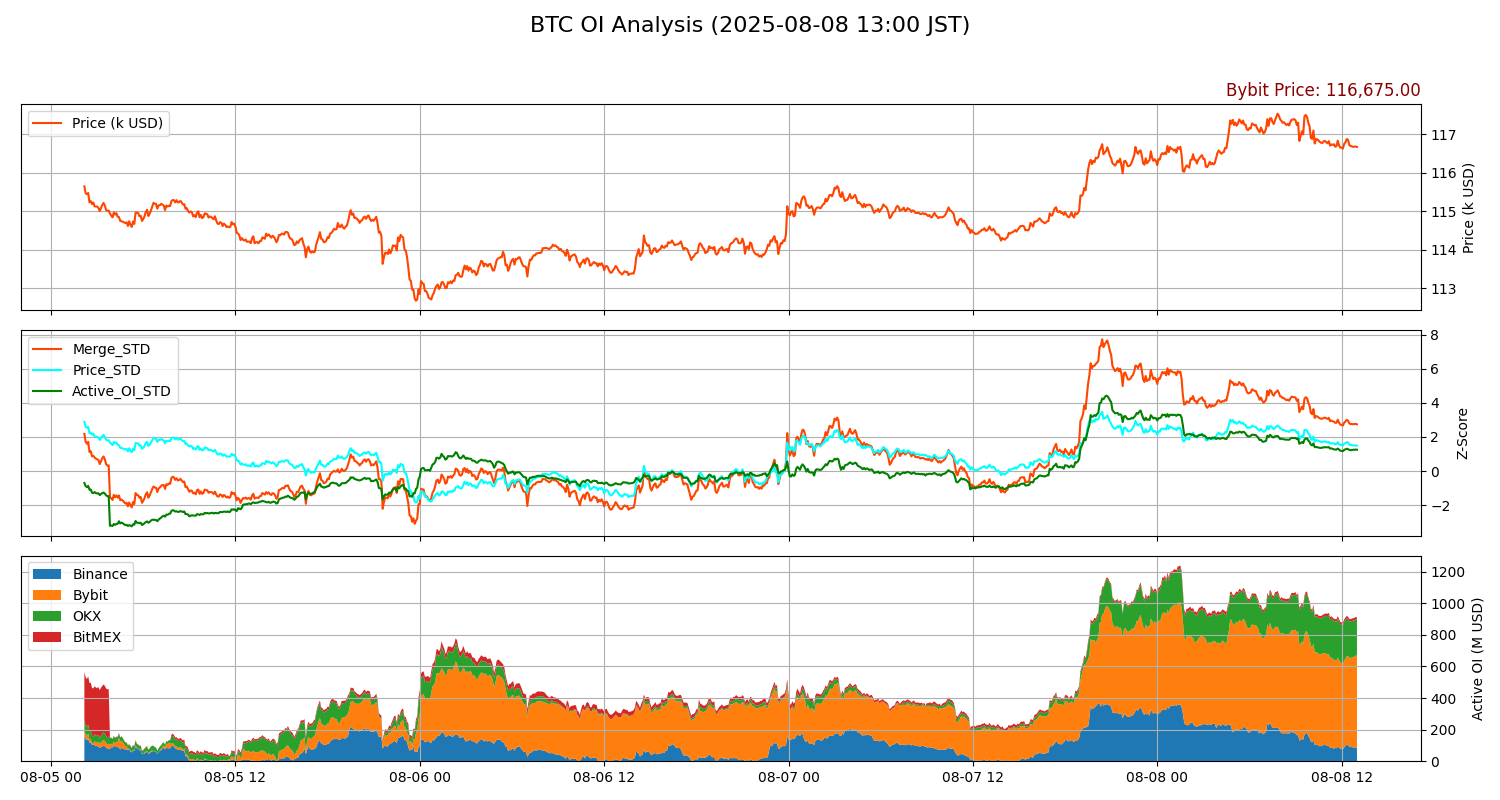 BTC OI Analysis (2025-08-08 13:00 JST)
Bybit Price: 116,675.00
Price (k USD)
117
116
115
114
113
Price (k USD)
Merge_STD
Price_STD
Active_OI_STD
8
6
4
2
0
−2
Z-Score
Binance
Bybit
OKX
BitMEX
1200
1000
800
600
400
200
0
Active OI (M USD)
08-05 00 08-05 12 08-06 00 08-06 12 08-07 00 08-07 12 08-08 00 08-08 12